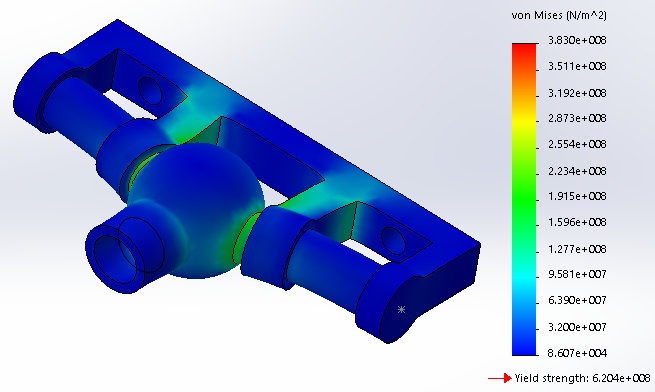 von Mises (N/m^2)
3.830e+008
3.511e+008
3.192e+008
2.873e+008
2.554e+008
2.234e+008
1.915e+008
1.596e+008
1.277e+008
9.581e+007
6.390e+007
3.200e+007
8.607e+004
Yield strength: 6.204e+008